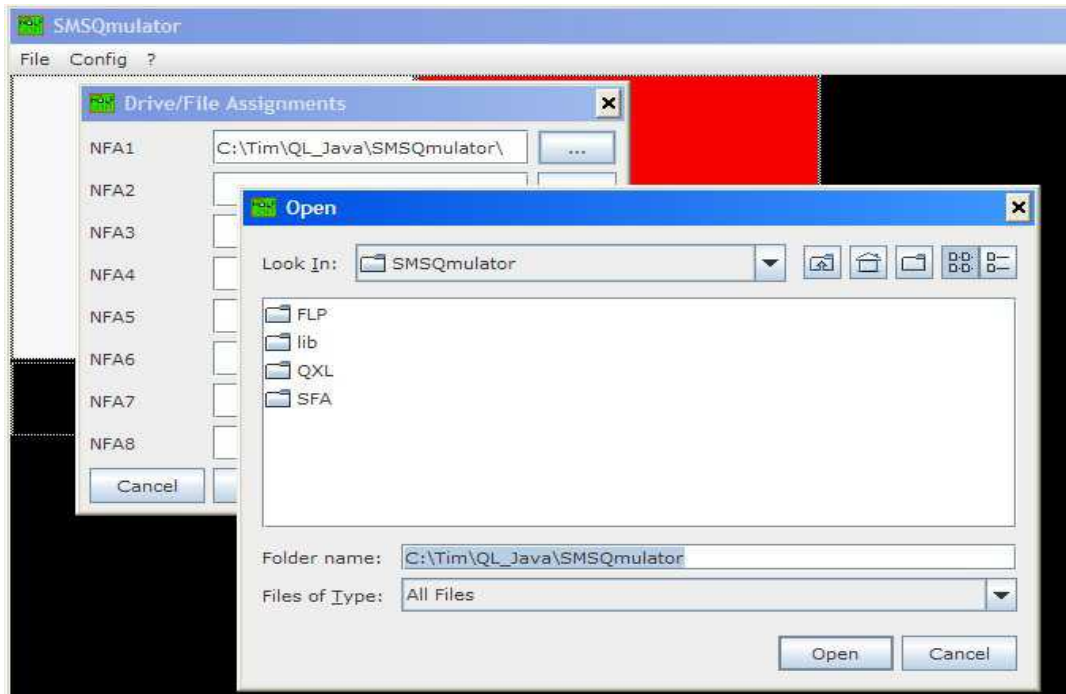 SMSQmulator
File Config ?
Drive/File Assignments
NFA1 C:\Tim\QL_Java\SMSQmulator\ ...
NFA2
NFA3
NFA4
NFA5
NFA6
NFA7
NFA8
Cancel
Open
Look In: SMSQmulator
FLP
lib
QXL
SFA
Folder name: C:\Tim\QL_Java\SMSQmulator
Files of Type: All Files
Open Cancel